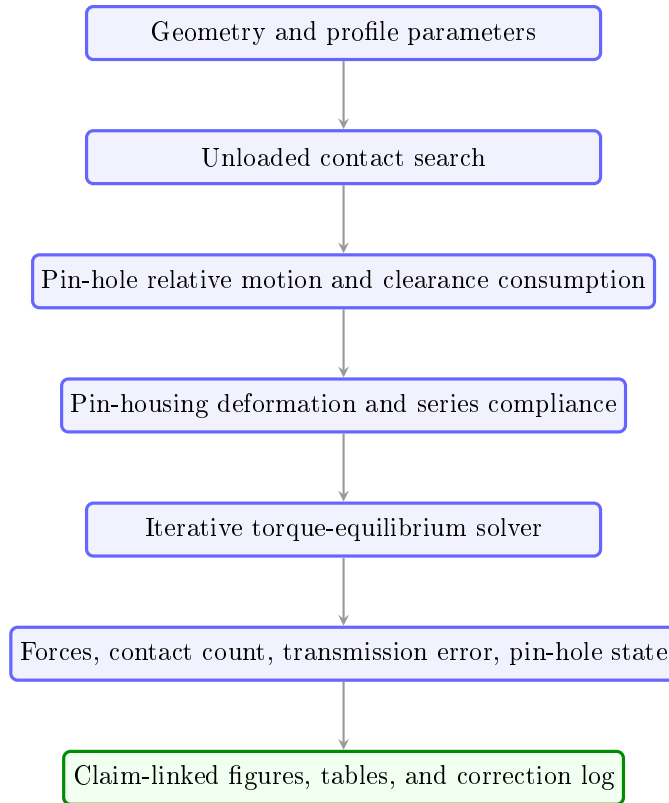 Geometry and profile parameters
Unloaded contact search
Pin-hole relative motion and clearance consumption
Pin-housing deformation and series compliance
Iterative torque-equilibrium solver
Forces, contact count, transmission error, pin-hole state
Claim-linked figures, tables, and correction log